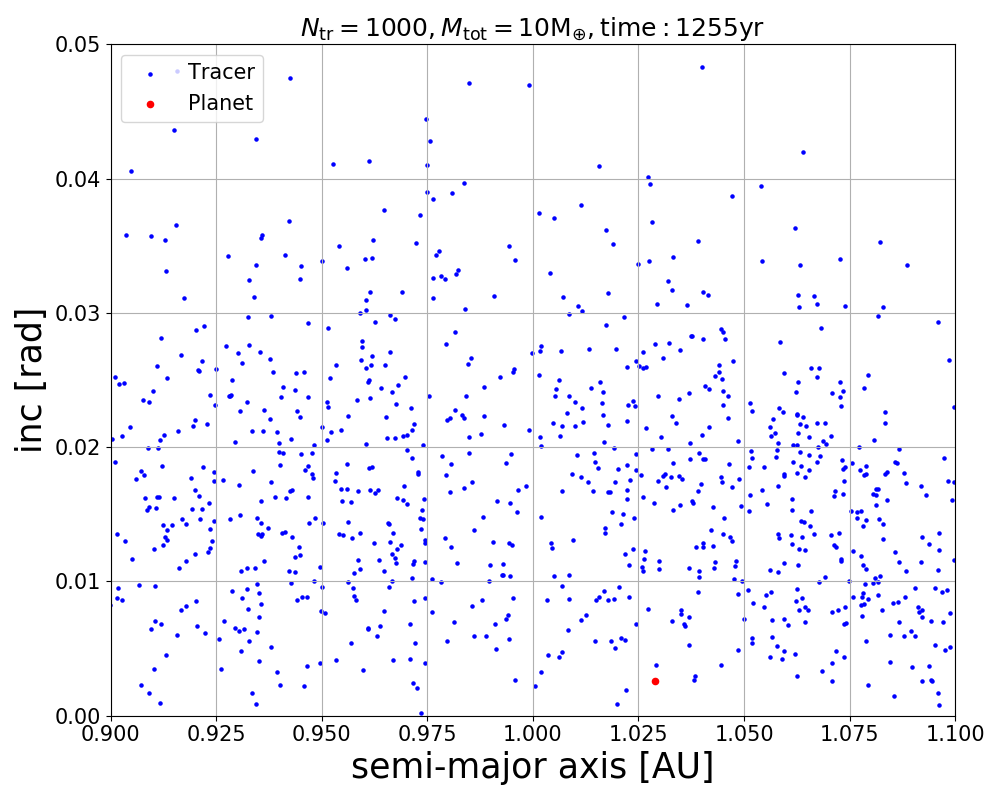 N_tr = 1000, M_tot = 10M_⊕, time : 1255yr
Tracer
Planet
inc [rad]
0.05
0.04
0.03
0.02
0.01
0.00
0.900 0.925 0.950 0.975 1.000 1.025 1.050 1.075 1.100
semi-major axis [AU]